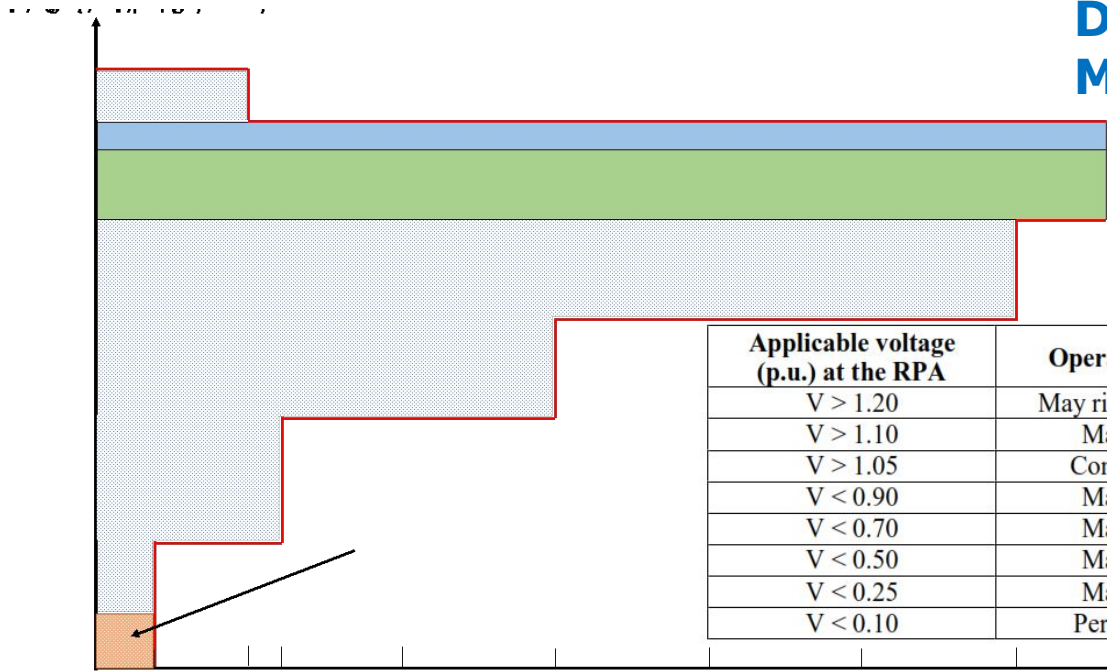 D
M
Applicable voltage
(p.u.) at the RPA
Oper
V > 1.20
May ri
V > 1.10
Ma
V > 1.05
Con
V < 0.90
Ma
V < 0.70
Ma
V < 0.50
Ma
V < 0.25
Ma
V < 0.10
Per